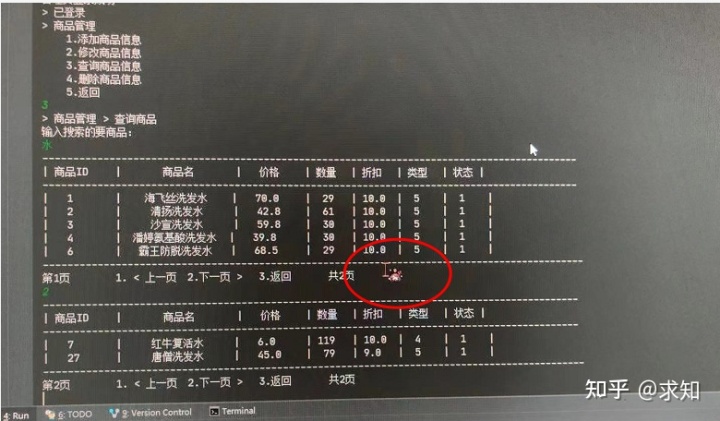 > 已登录
> 商品管理
1.添加商品信息
2.修改商品信息
3.查询商品信息
4.删除商品信息
5.返回
3
> 商品管理 > 查询商品
输入搜索的要商品:
水
| 商品ID | 商品名 | 价格 | 数量 | 折扣 | 类型 | 状态 |
| 1 | 海飞丝洗发水 | 70.0 | 29 | 10.0 | 5 | 1 |
| 2 | 清扬洗发水 | 42.8 | 61 | 10.0 | 5 | 1 |
| 3 | 沙宣洗发水 | 59.8 | 30 | 10.0 | 5 | 1 |
| 4 | 潘婷氨基酸洗发水 | 39.8 | 30 | 10.0 | 5 | 1 |
| 6 | 霸王防脱洗发水 | 68.5 | 29 | 10.0 | 5 | 1 |
第1页 1. < 上一页 2.下一页 > 3.返回 共2页
2
| 商品ID | 商品名 | 价格 | 数量 | 折扣 | 类型 | 状态 |
| 7 | 红牛复活水 | 6.0 | 119 | 10.0 | 4 | 1 |
| 27 | 唐僧洗发水 | 45.0 | 79 | 9.0 | 5 | 1 |
第2页 1. < 上一页 2.下一页 > 3.返回 共2页
4: Run 6: TODO 9: Version Control Terminal
知乎 @求知